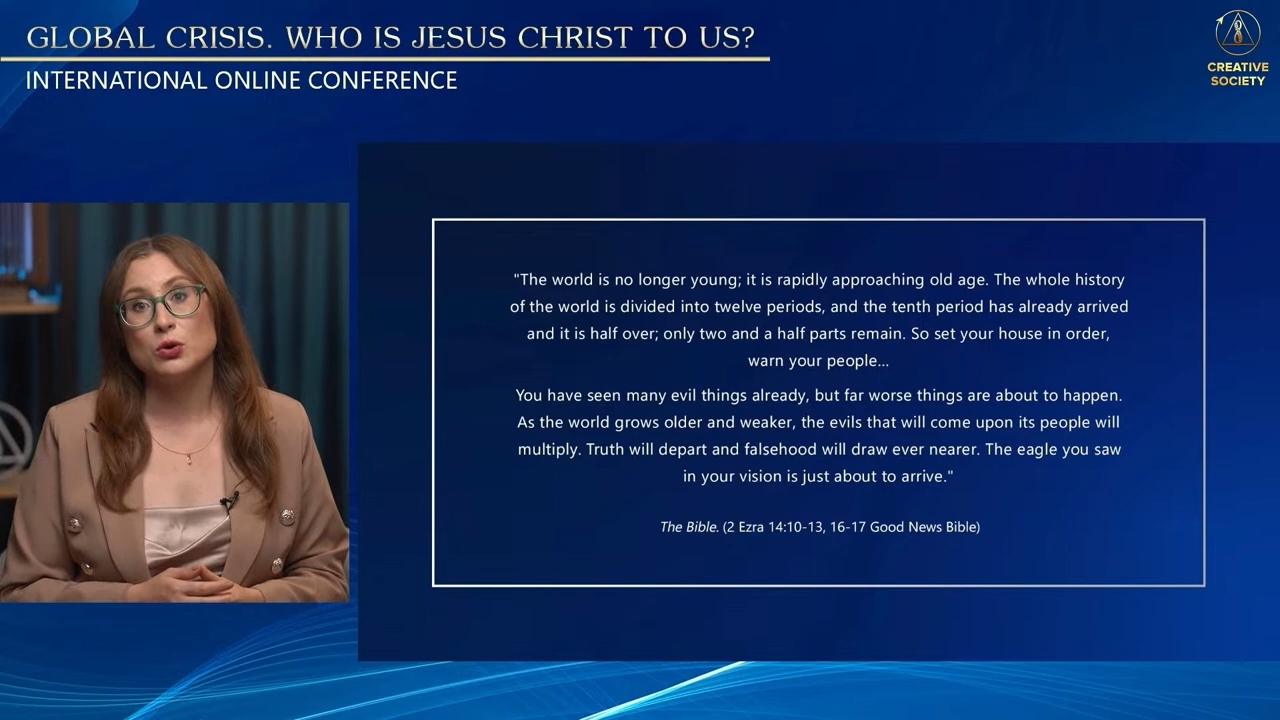 GLOBAL CRISIS. WHO IS JESUS CHRIST TO US?
INTERNATIONAL ONLINE CONFERENCE
CREATIVE
SOCIETY
"The world is no longer young; it is rapidly approaching old age. The whole history
of the world is divided into twelve periods, and the tenth period has already arrived
and it is half over; only two and a half parts remain. So set your house in order,
warn your people...
You have seen many evil things already, but far worse things are about to happen.
As the world grows older and weaker, the evils that will come upon its people will
multiply. Truth will depart and falsehood will draw ever nearer. The eagle you saw
in your vision is just about to arrive."
The Bible. (2 Ezra 14:10-13, 16-17 Good News Bible)